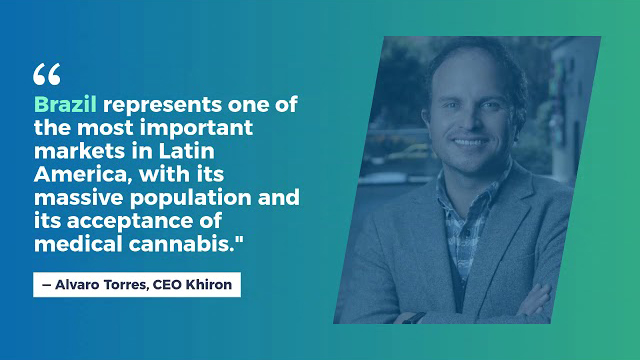 “
Brazil represents one of
the most important
markets in Latin
America, with its
massive population and
its acceptance of
medical cannabis."
— Alvaro Torres, CEO Khiron